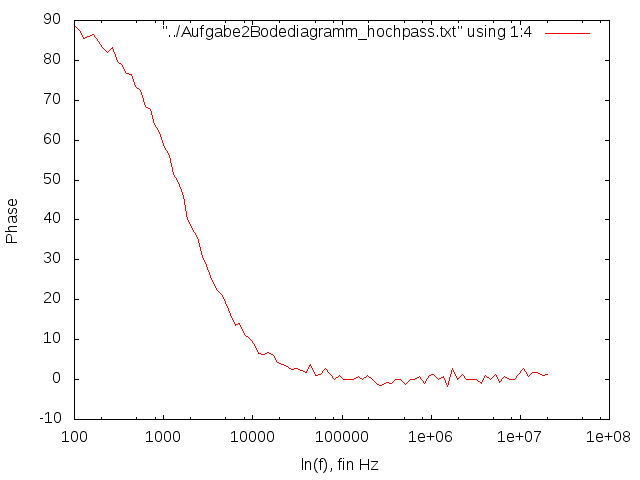 "../Aufgabe2Bodediagramm_hochpass.txt" using 1:4
90
80
70
60
50
40
30
20
10
0
-10
Phase
100 1000 10000 100000 1e+06 1e+07 1e+08
ln(f), fin Hz